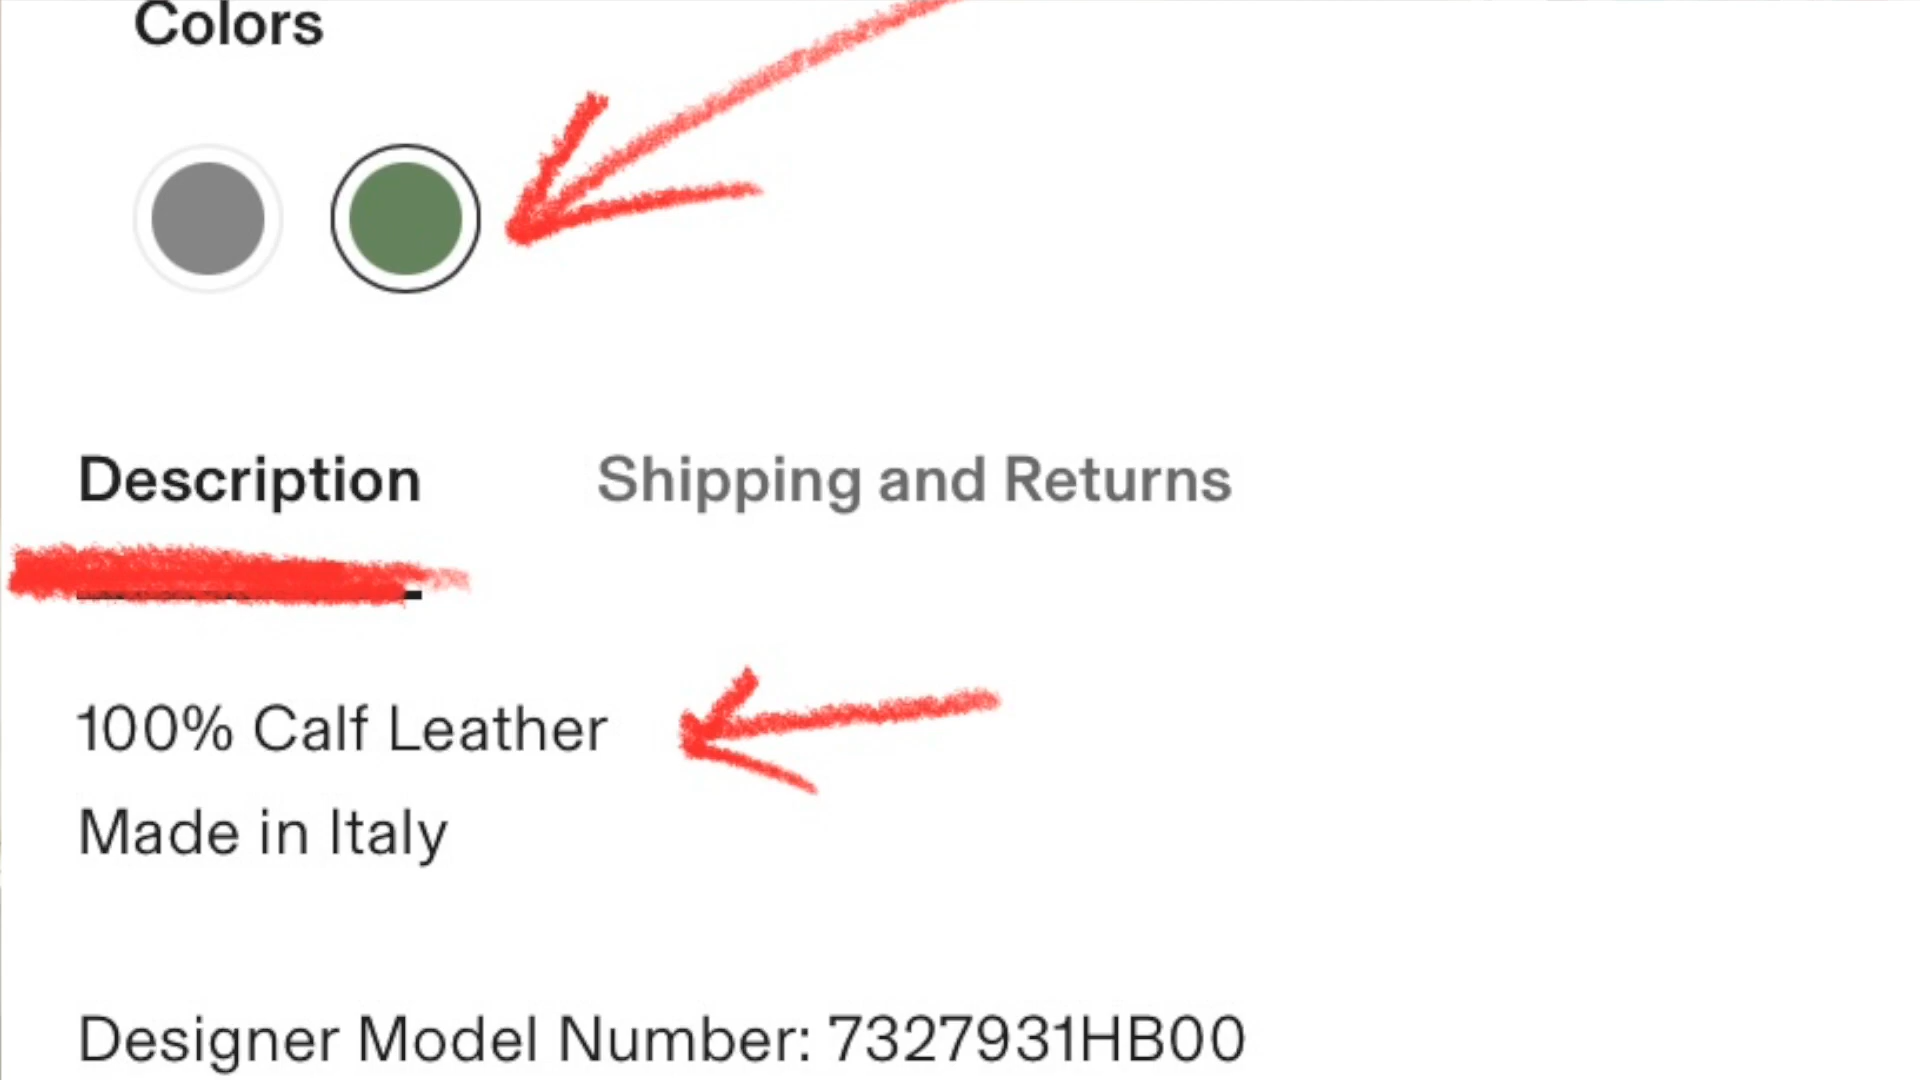 Colors
Description
Shipping and Returns
100% Calf Leather
Made in Italy
Designer Model Number: 7327931HB00